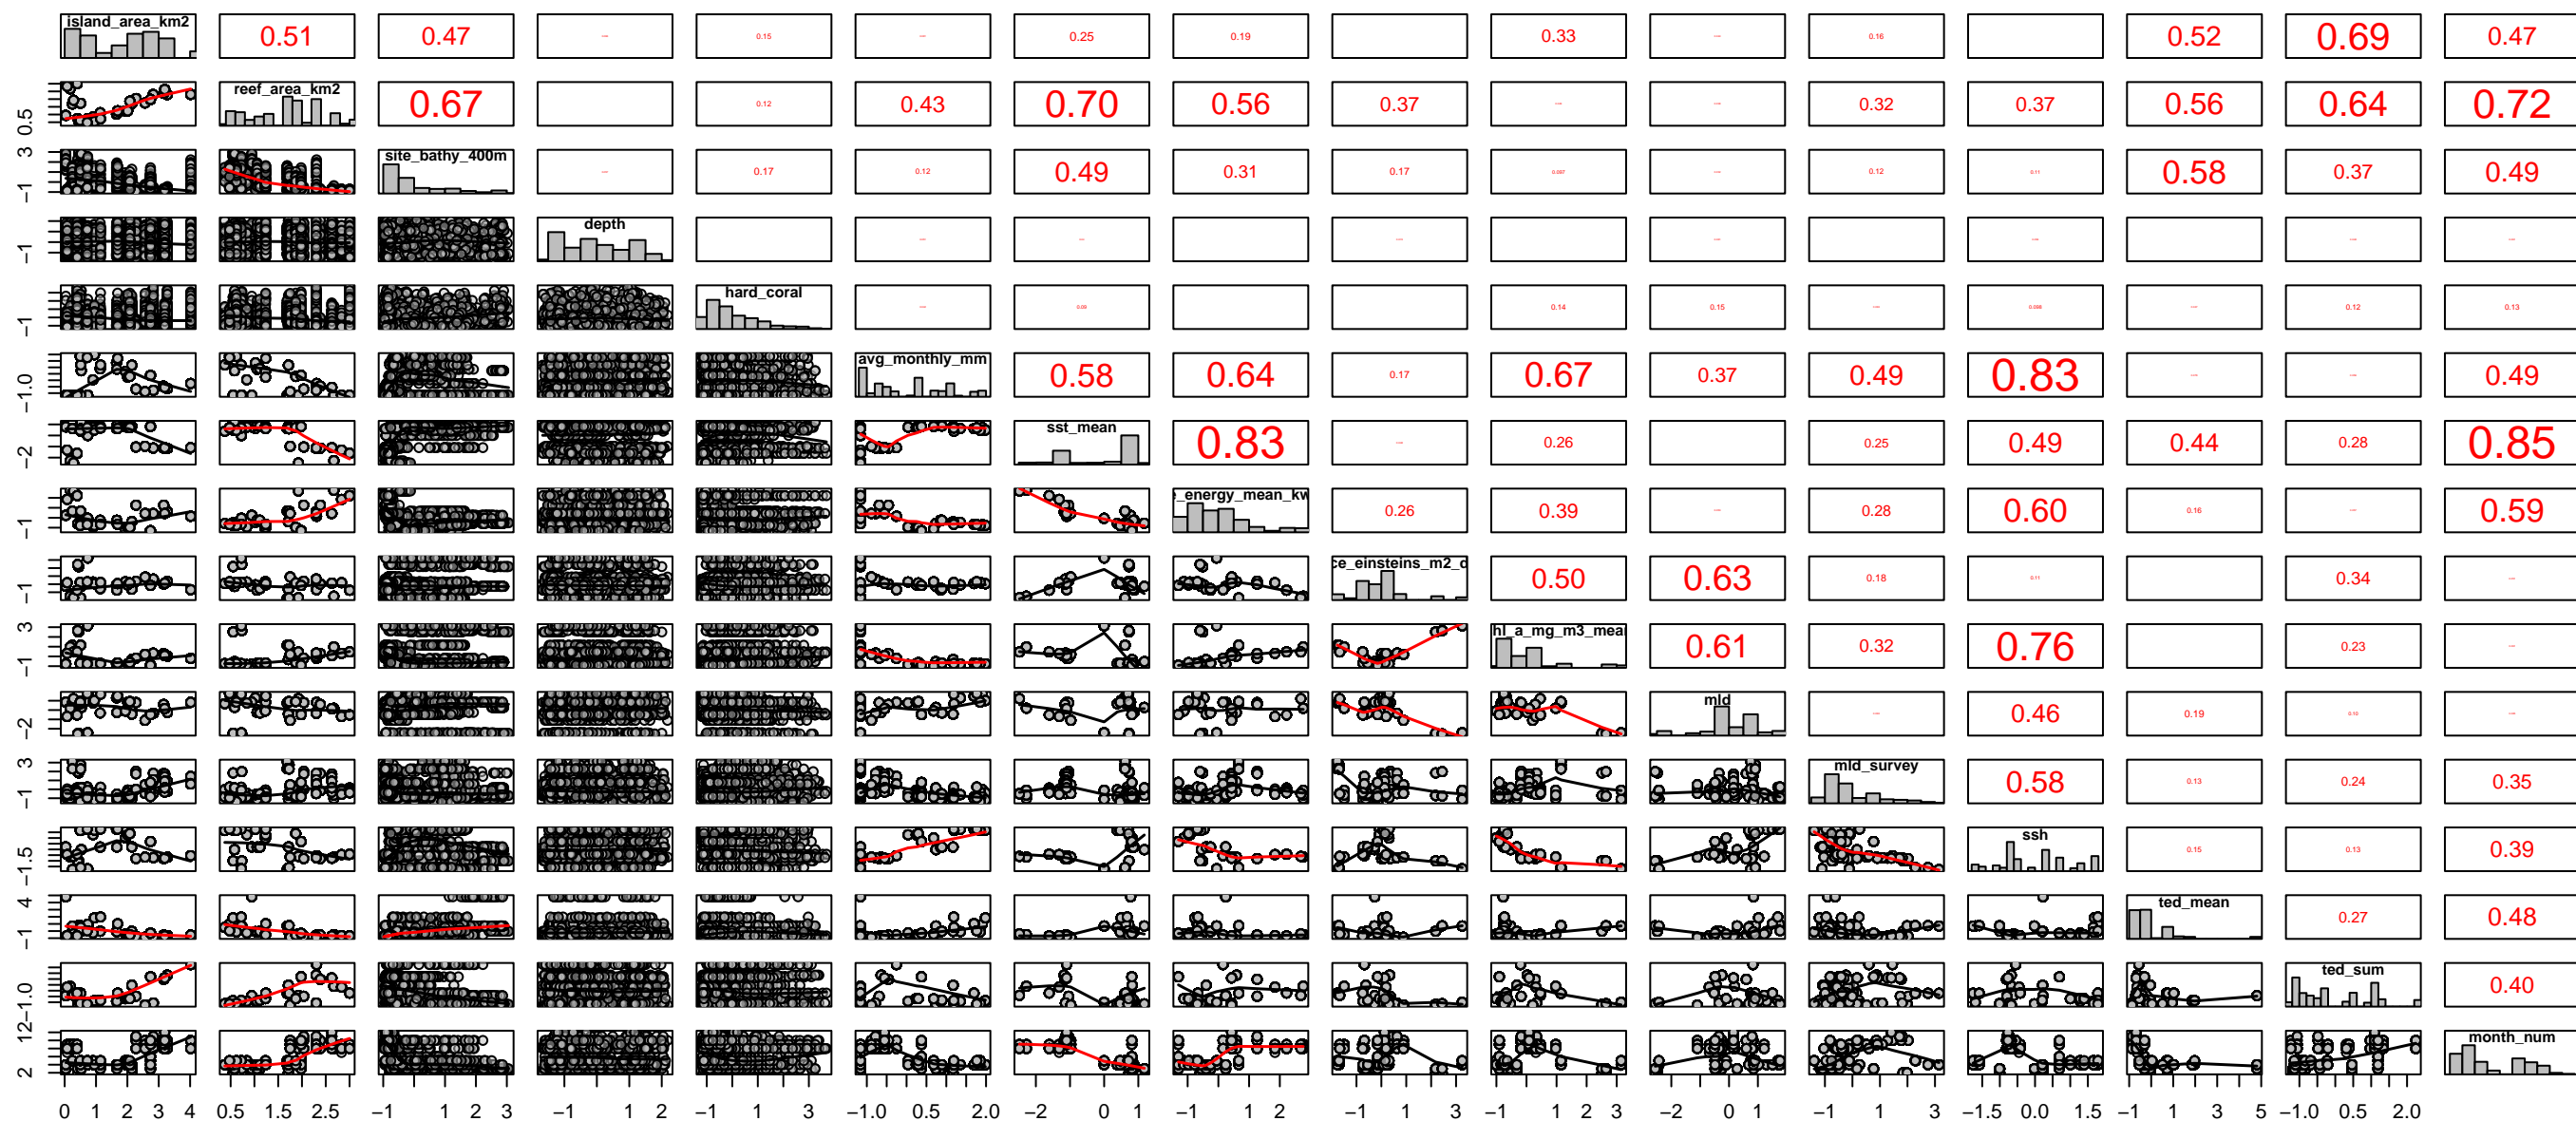 island_area_km2 0.51 0.47 0.15 0.25 0.19 0.33 0.16 0.52 0.69 0.47
0.5 reef_area_km2 0.67 0.12 0.43 0.70 0.56 0.37 0.32 0.37 0.56 0.64 0.72
3 −1 site_bathy_400m 0.17 0.12 0.49 0.31 0.17 0.097 0.12 0.11 0.58 0.37 0.49
−1 depth
−1 hard_coral 0.14 0.15 0.12 0.13
−1.0 avg_monthly_mm 0.58 0.64 0.17 0.67 0.37 0.49 0.83 0.49
−2 sst_mean 0.83 0.26 0.25 0.49 0.44 0.28 0.85
−1 e_energy_mean_kw 0.26 0.39 0.28 0.60 0.16 0.59
−1 ce_einsteins_m2_d 0.50 0.63 0.18 0.11 0.34
3 −1 hl_a_mg_m3_mea 0.61 0.32 0.76 0.23
−2 mld 0.46 0.19
3 −1 mld_survey 0.58 0.13 0.24 0.35
−1.5 ssh 0.15 0.13 0.39
4 −1 ted_mean 0.27 0.48
−1.0 ted_sum 0.40
12 2 month_num
0 1 2 3 4 0.5 1.5 2.5 −1 1 3 −1 1 2 −1 1 3 −1.0 0.5 2.0 −2 0 1 −1 1 2 −1 1 3 −1 1 2 3 −2 0 1 −1 1 3 −1.5 0.0 1.5 −1 1 3 5 −1.0 0.5 2.0